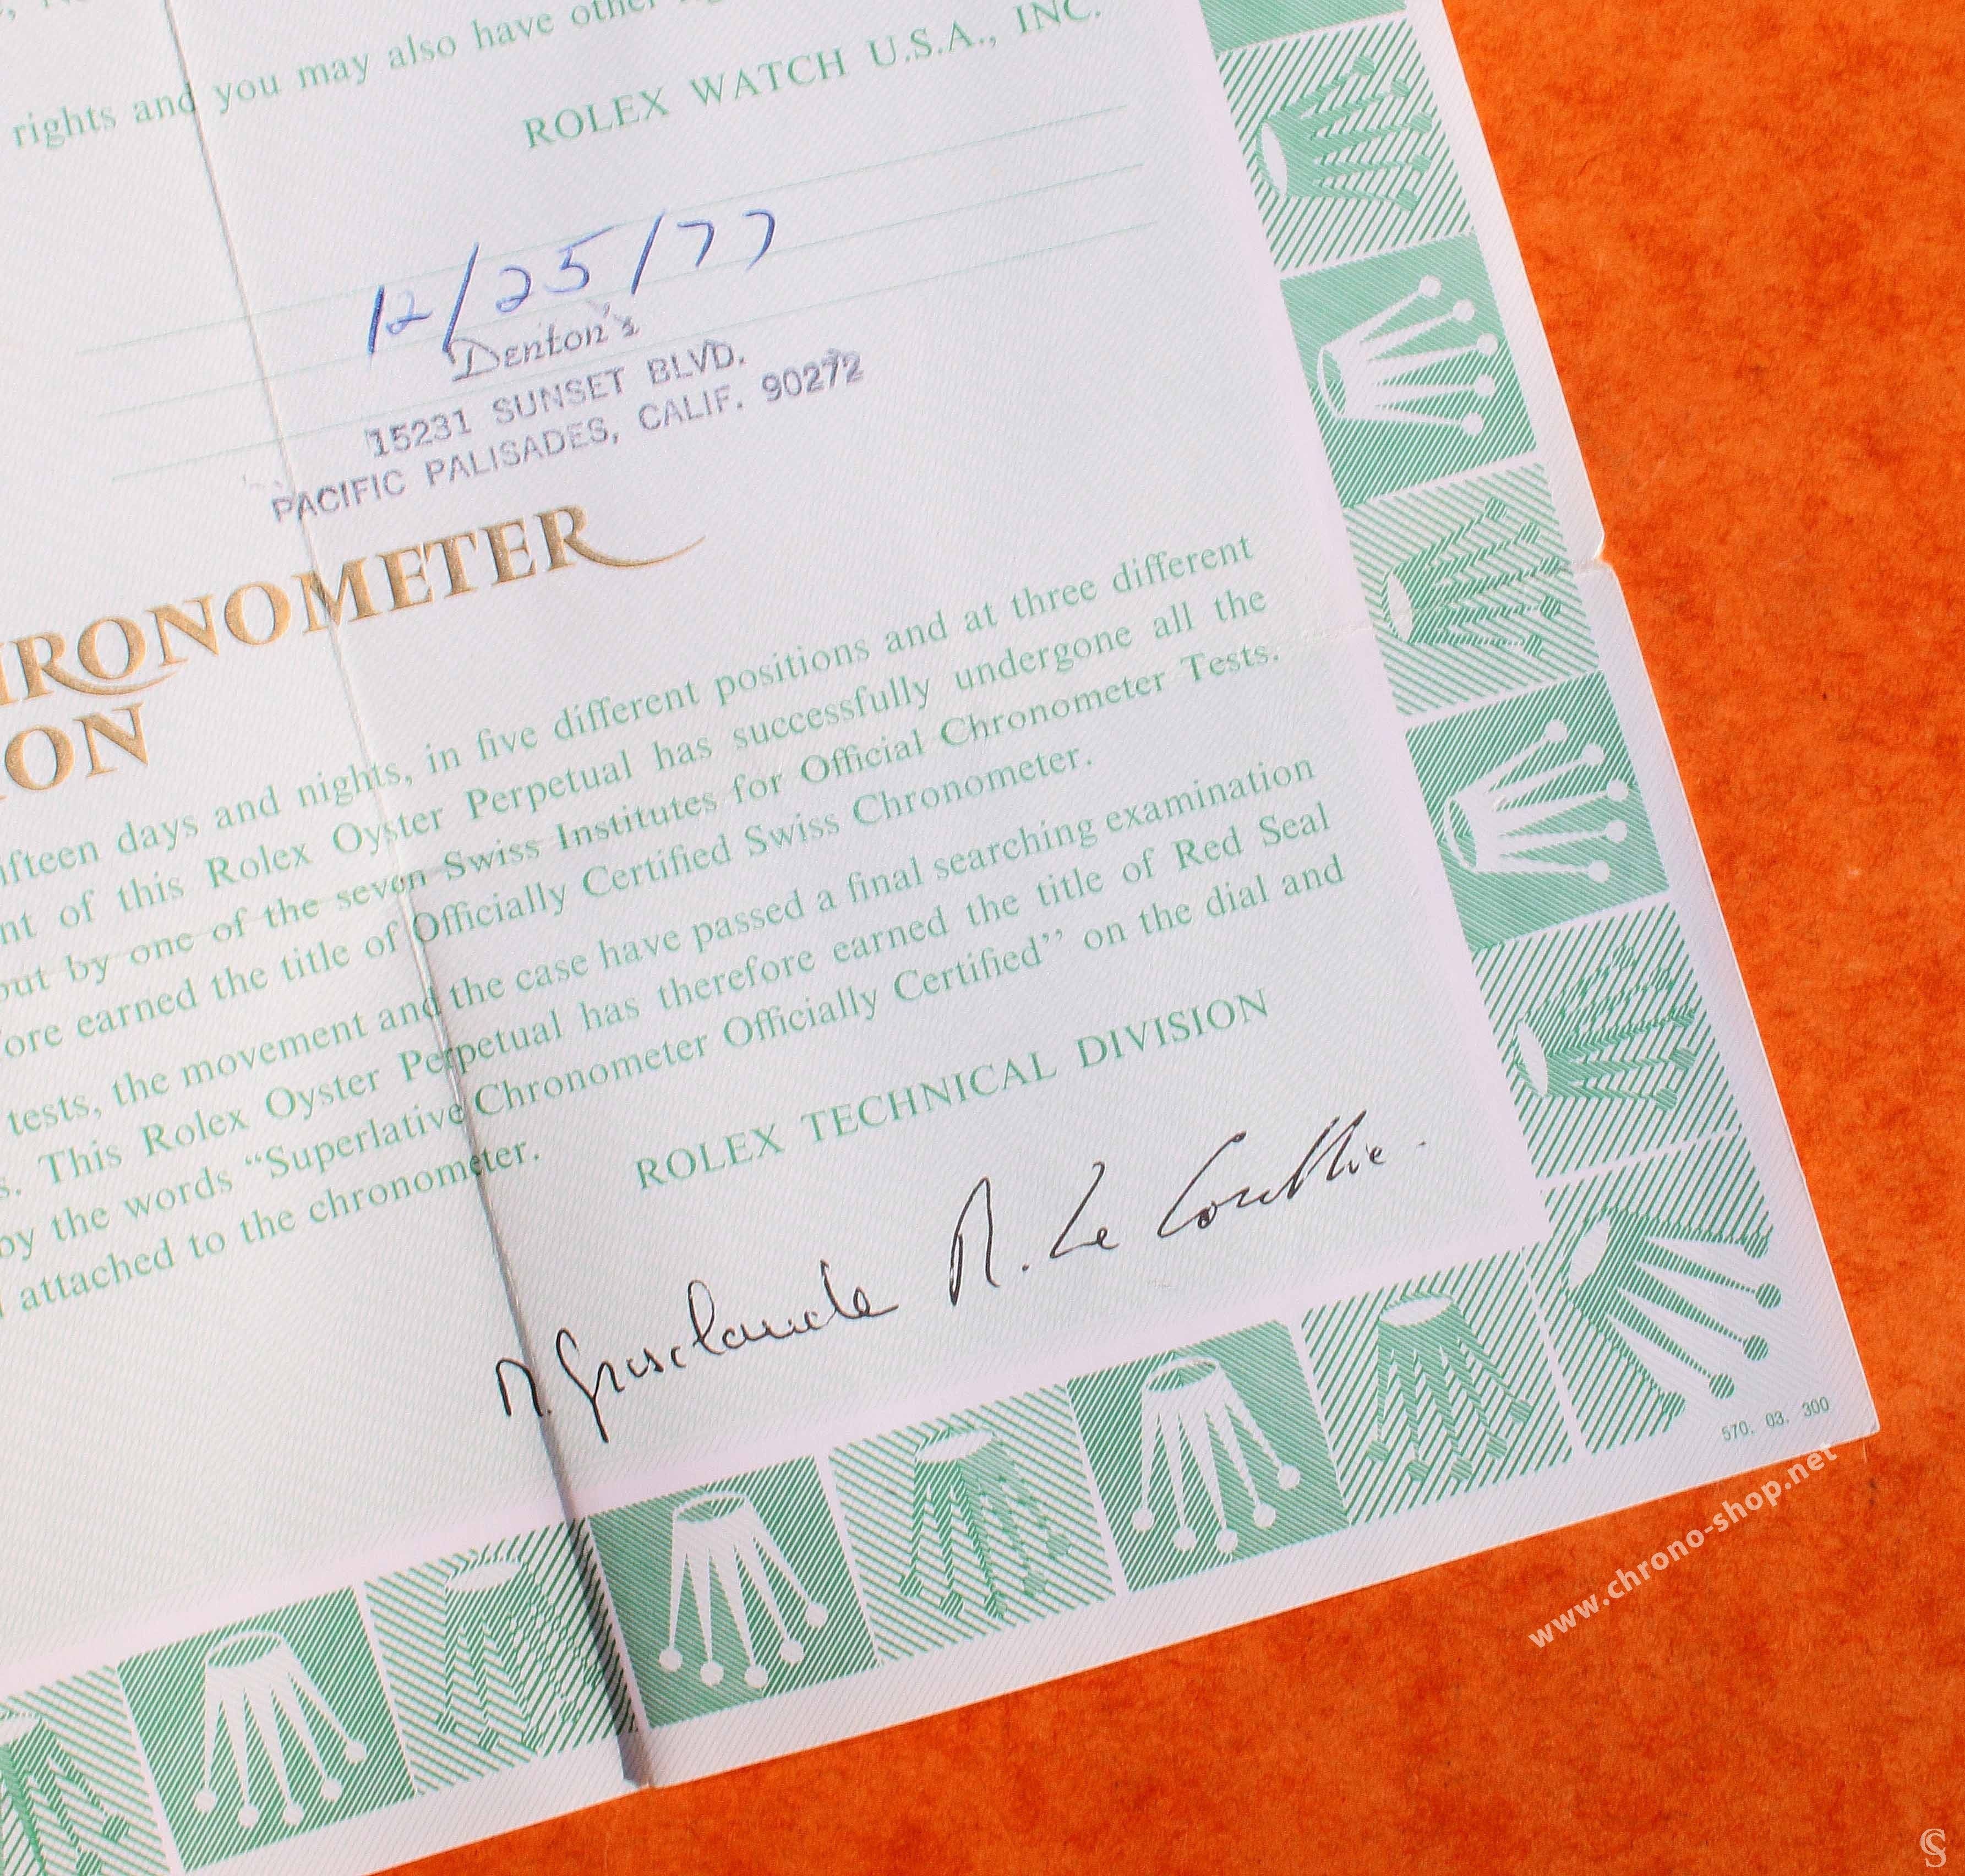 rights and you may also have other
ROLEX WATCH U.S.A., INC.
12/25/77
Denton's
15231 SUNSET BLVD.
PACIFIC PALISADES, CALIF. 90272
HRONOMETER
ION
ifteen days and nights, in five different positions and at three different
nt of this Rolex Oyster Perpetual has successfully undergone all the
out by one of the seven Swiss Institutes for Official Chronometer Tests.
ore earned the title of Officially Certified Swiss Chronometer.
tests, the movement and the case have passed a final searching examination
s. This Rolex Oyster Perpetual has therefore earned the title of Red Seal
by the words “Superlative Chronometer Officially Certified” on the dial and
attached to the chronometer.
ROLEX TECHNICAL DIVISION
R. Le Coultre.
570. 03. 300
www.chrono-shop.net